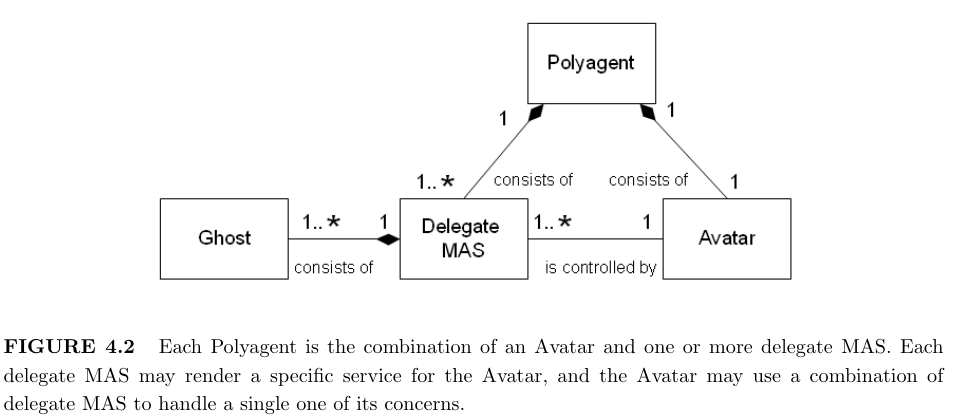 Polyagent
1
1
1..*
consists of
consists of
1
Ghost
1..*
1
Delegate
MAS
1..*
1
Avatar
consists of
is controlled by
FIGURE 4.2 Each Polyagent is the combination of an Avatar and one or more delegate MAS. Each
delegate MAS may render a specific service for the Avatar, and the Avatar may use a combination of
delegate MAS to handle a single one of its concerns.